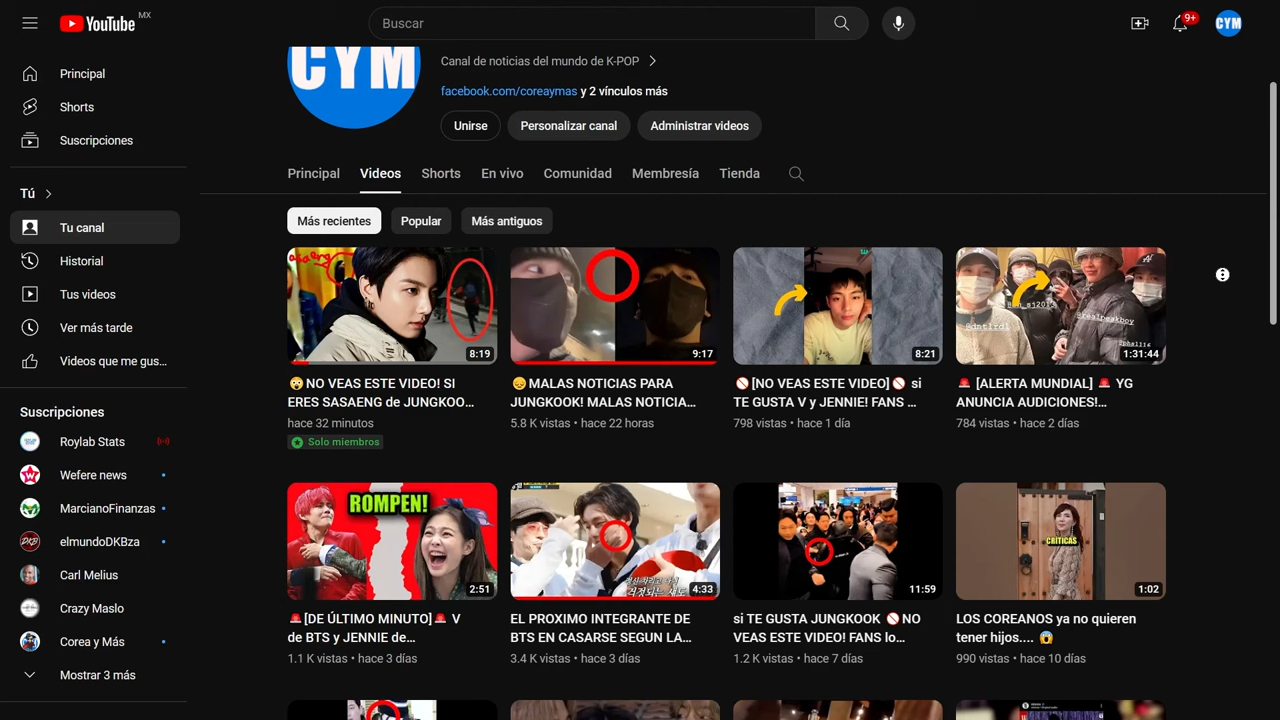 YouTube MX
Buscar
9+
CYM
Principal
Shorts
Suscripciones
Tú
Tu canal
Historial
Tus videos
Ver más tarde
Videos que me gus...
Suscripciones
Roylab Stats
Wefere news
MarcianoFinanzas
elmundoDKBza
Carl Melius
Crazy Maslo
Corea y Más
Mostrar 3 más
CYM
Canal de noticias del mundo de K-POP
facebook.com/coreaymas y 2 vínculos más
Unirse Personalizar canal Administrar videos
Principal Videos Shorts En vivo Comunidad Membresía Tienda
Más recientes Popular Más antiguos
8:19
😳NO VEAS ESTE VIDEO! SI
ERES SASAENG de JUNGKOO...
hace 32 minutos
Solo miembros
9:17
😞MALAS NOTICIAS PARA
JUNGKOOK! MALAS NOTICIA...
5.8 K vistas • hace 22 horas
8:21
🚫[NO VEAS ESTE VIDEO]🚫 si
TE GUSTA V y JENNIE! FANS ...
798 vistas • hace 1 día
@realpeakboy
1:31:44
🚨 [ALERTA MUNDIAL] 🚨 YG
ANUNCIA AUDICIONES!...
784 vistas • hace 2 días
ROMPEN!
2:51
🚨[DE ÚLTIMO MINUTO]🚨 V
de BTS y JENNIE de...
1.1 K vistas • hace 3 días
4:33
EL PROXIMO INTEGRANTE DE
BTS EN CASARSE SEGUN LA...
3.4 K vistas • hace 3 días
11:59
si TE GUSTA JUNGKOOK 🚫NO
VEAS ESTE VIDEO! FANS lo...
1.2 K vistas • hace 7 días
CRÍTICAS
1:02
LOS COREANOS ya no quieren
tener hijos.... 😱
990 vistas • hace 10 días